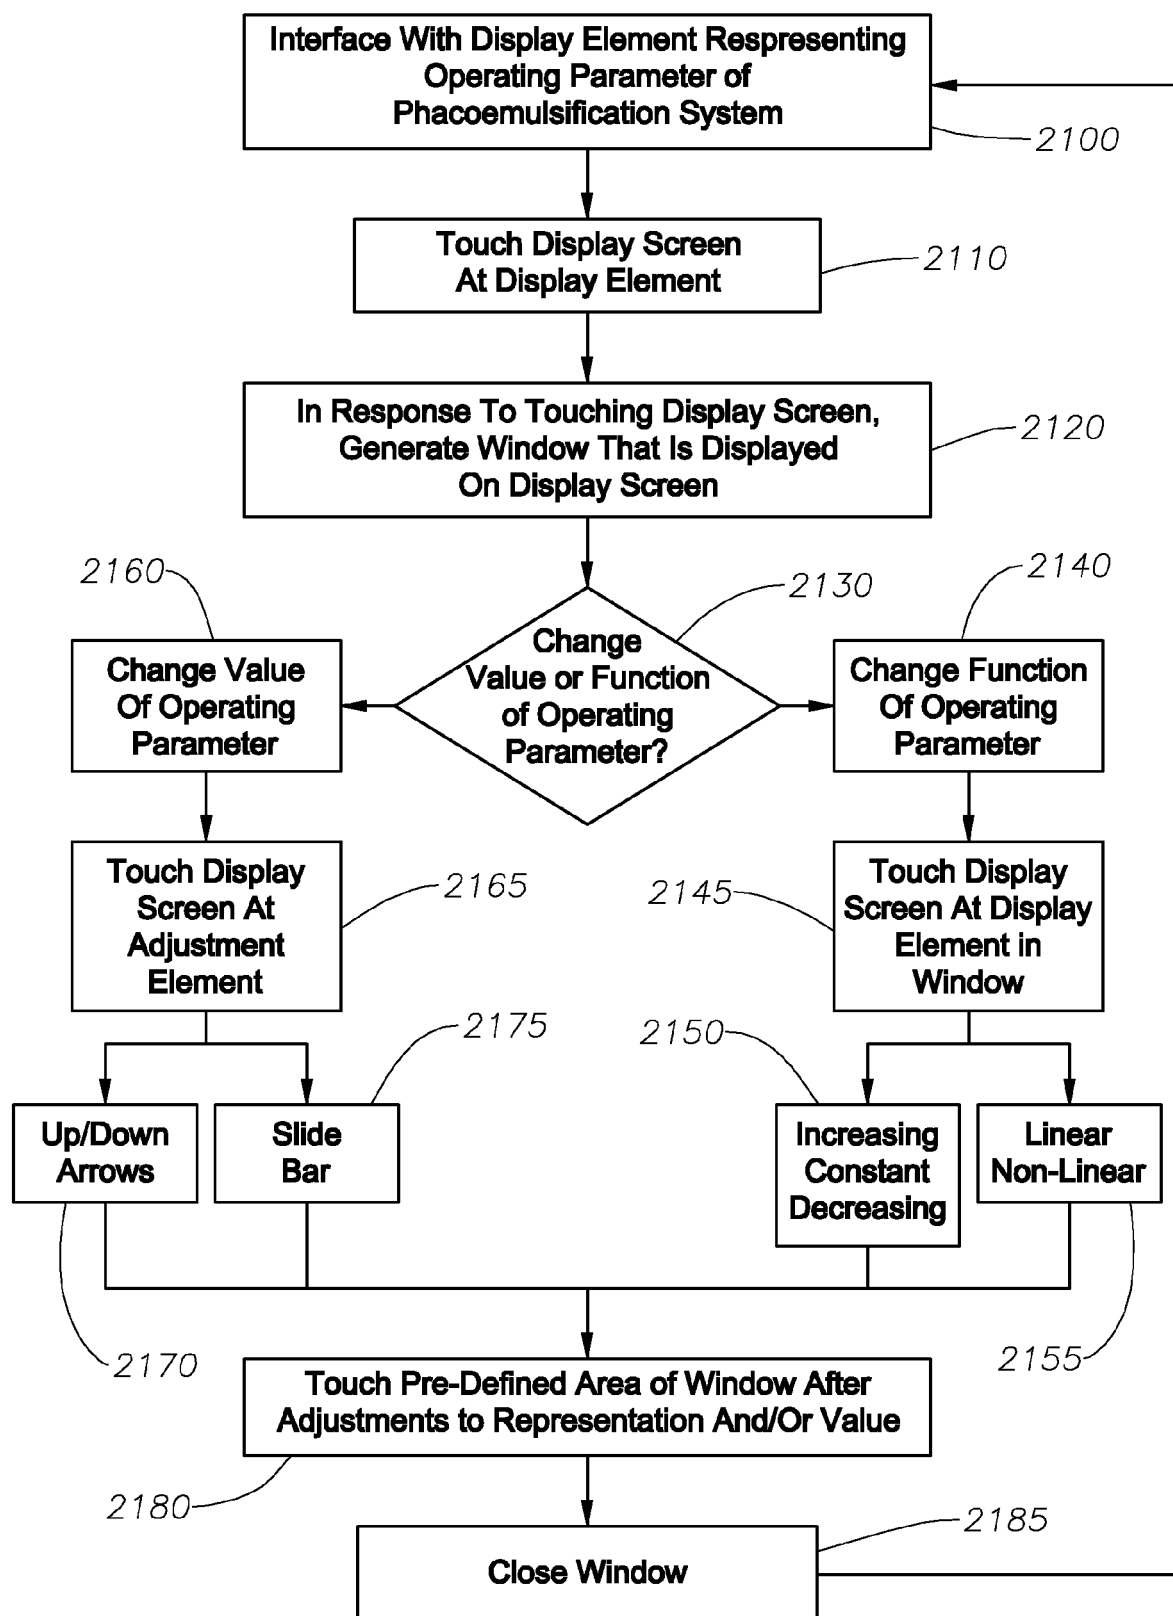 Interface With Display Element Respresenting
Operating Parameter of
Phacoemulsification System
2100
Touch Display Screen
At Display Element
2110
In Response To Touching Display Screen,
Generate Window That Is Displayed
On Display Screen
2120
2160
2130
2140
Change Value
Of Operating
Parameter
Change
Value or Function
of Operating
Parameter?
Change Function
Of Operating
Parameter
Touch Display
Screen At
Adjustment
Element
2165
2145
Touch Display
Screen At Display
Element in
Window
2175
2150
Up/Down
Arrows
Slide
Bar
Increasing
Constant
Decreasing
Linear
Non-Linear
2170
2155
Touch Pre-Defined Area of Window After
Adjustments to Representation And/Or Value
2180
2185
Close Window